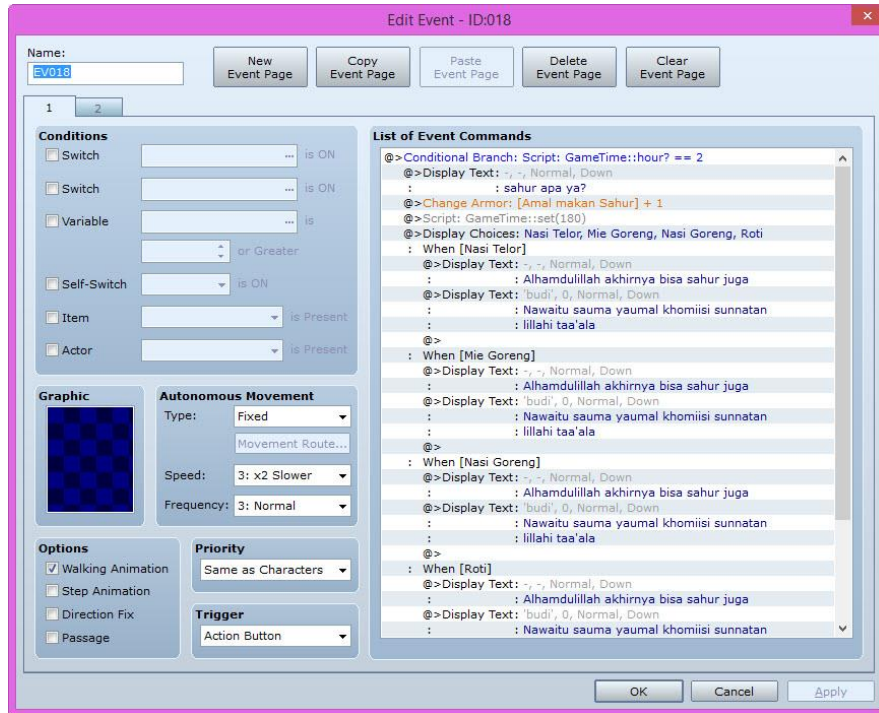 Edit Event - ID:018
×
Name:
EV018
New Event Page
Copy Event Page
Paste Event Page
Delete Event Page
Clear Event Page
1 2
Conditions
Switch ... is ON
Switch ... is ON
Variable ... is
or Greater
Self-Switch is ON
Item is Present
Actor is Present
Graphic
Autonomous Movement
Type: Fixed
Movement Route...
Speed: 3: x2 Slower
Frequency: 3: Normal
Options
Walking Animation
Step Animation
Direction Fix
Passage
Priority
Same as Characters
Trigger
Action Button
List of Event Commands
@>Conditional Branch: Script: GameTime::hour? == 2
@>Display Text: -, -, Normal, Down
: : sahur apa ya?
@>Change Armor: [Amal makan Sahur] + 1
@>Script: GameTime::set(180)
@>Display Choices: Nasi Telor, Mie Goreng, Nasi Goreng, Roti
: When [Nasi Telor]
@>Display Text: -, -, Normal, Down
: : Alhamdulillah akhirnya bisa sahur juga
@>Display Text: 'budi', 0, Normal, Down
: : Nawaitu sauma yaumal khomiisi sunnatan
: : lillahi taa'ala
@>
: When [Mie Goreng]
@>Display Text: -, -, Normal, Down
: : Alhamdulillah akhirnya bisa sahur juga
@>Display Text: 'budi', 0, Normal, Down
: : Nawaitu sauma yaumal khomiisi sunnatan
: : lillahi taa'ala
@>
: When [Nasi Goreng]
@>Display Text: -, -, Normal, Down
: : Alhamdulillah akhirnya bisa sahur juga
@>Display Text: 'budi', 0, Normal, Down
: : Nawaitu sauma yaumal khomiisi sunnatan
: : lillahi taa'ala
@>
: When [Roti]
@>Display Text: -, -, Normal, Down
: : Alhamdulillah akhirnya bisa sahur juga
@>Display Text: 'budi', 0, Normal, Down
: : Nawaitu sauma yaumal khomiisi sunnatan
OK
Cancel
Apply